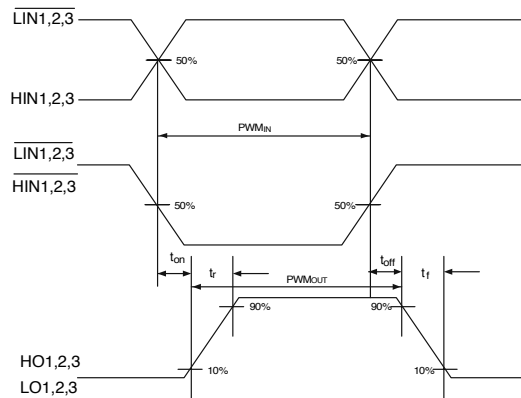 LIN1,2,3
50%
50%
HIN1,2,3
PWMIN
LIN1,2,3
HIN1,2,3
50%
50%
ton
tr
toff
tf
PWMOUT
90%
90%
HO1,2,3
LO1,2,3
10%
10%